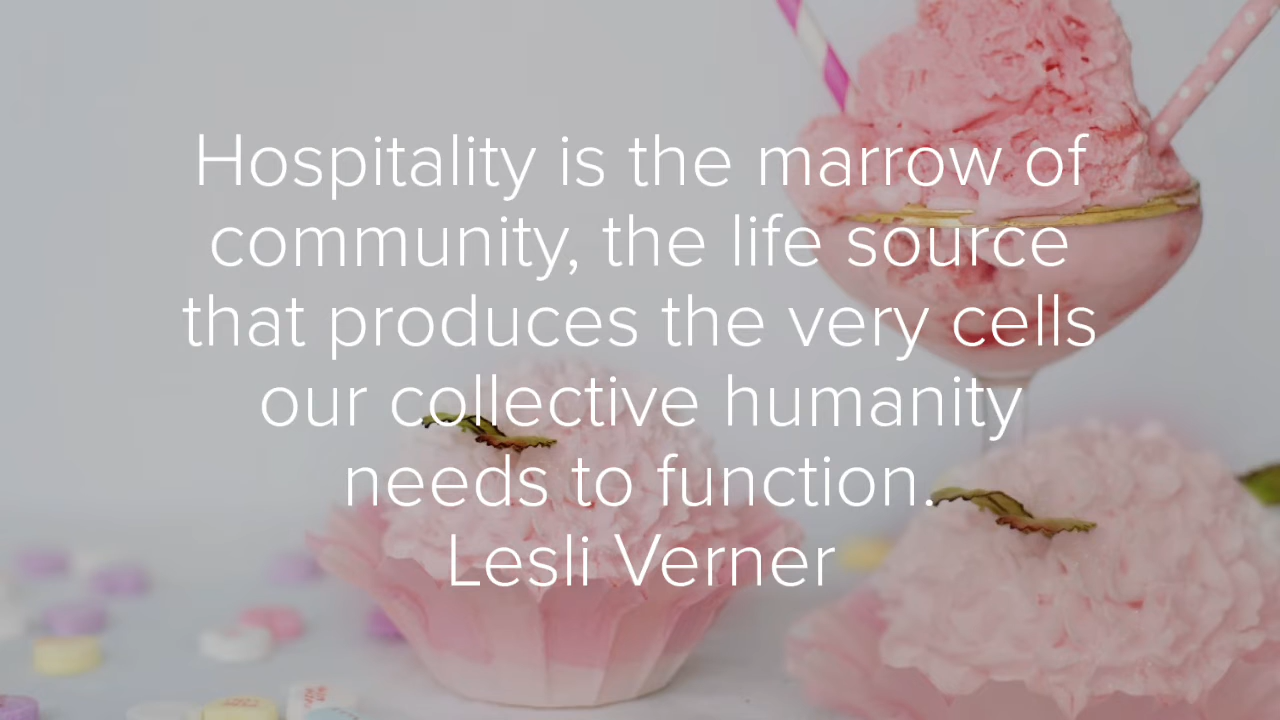 Hospitality is the marrow of
community, the life source
that produces the very cells
our collective humanity
needs to function.
Lesli Verner